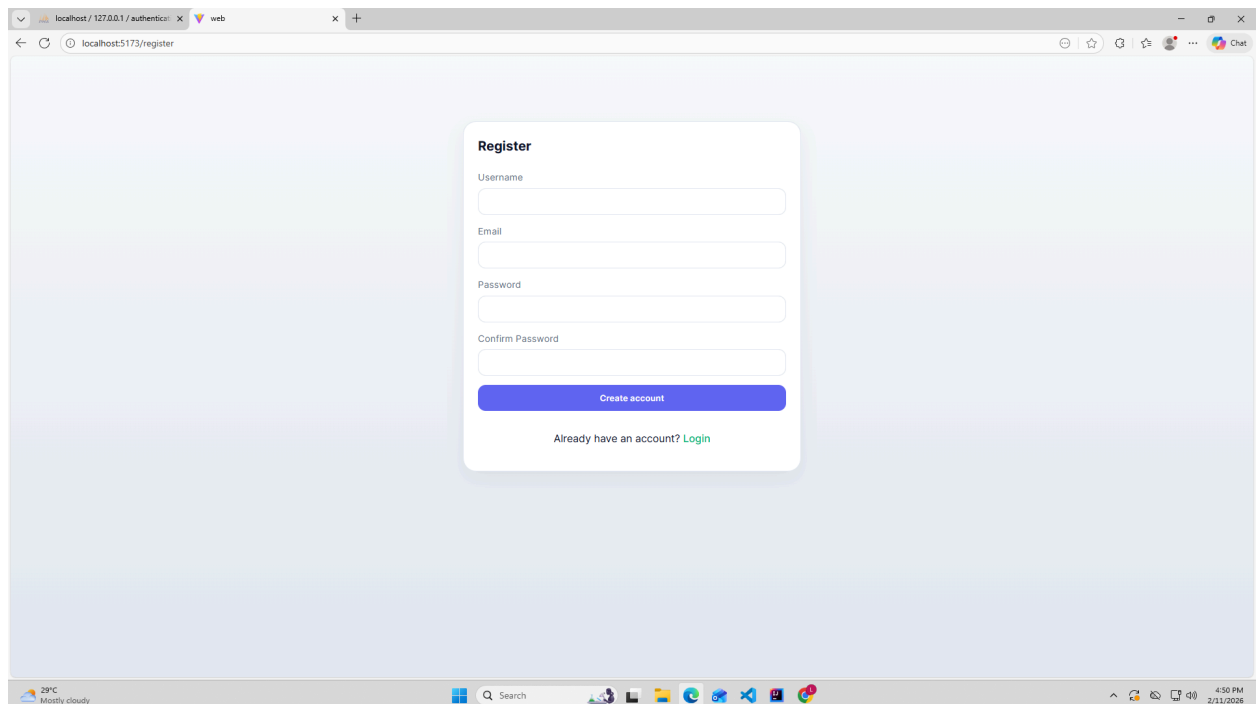 localhost / 127.0.0.1 / authenticat
web
localhost:5173/register
Chat
Register
Username
Email
Password
Confirm Password
Create account
Already have an account? Login
29°C
Mostly cloudy
Search
4:50 PM
2/11/2026